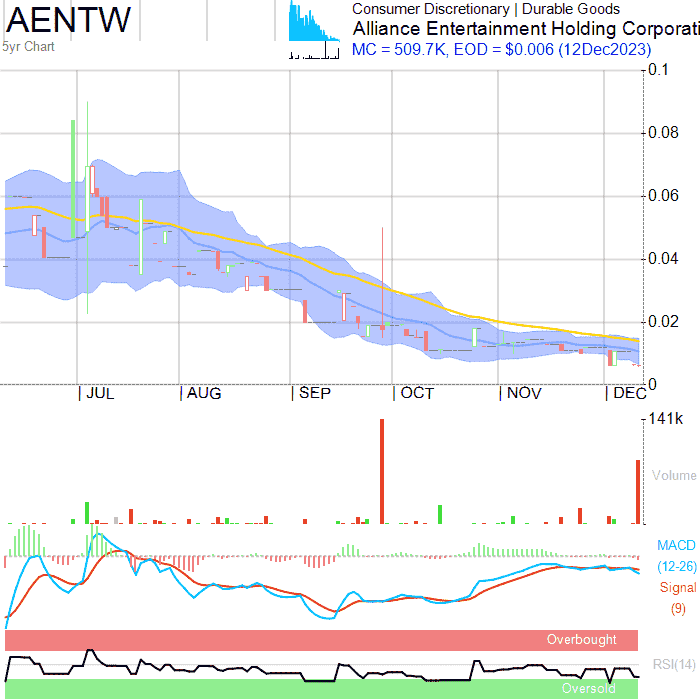 AENTW
5yr Chart
Consumer Discretionary | Durable Goods
Alliance Entertainment Holding Corporati
MC = 509.7K, EOD = $0.006 (12Dec2023)
0.1
0.08
0.06
0.04
0.02
0
| JUL | AUG | SEP | OCT | NOV | DEC
141k
Volume
MACD
(12-26)
Signal
(9)
Overbought
RSI(14)
Oversold